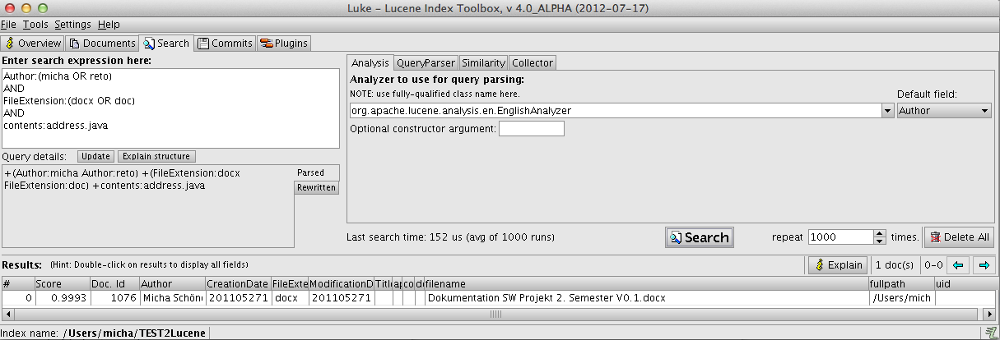 Luke - Lucene Index Toolbox, v 4.0_ALPHA (2012-07-17)
File Tools Settings Help
Overview Documents Search Commits Plugins
Enter search expression here:
Author:(micha OR reto)
AND
FileExtension:(docx OR doc)
AND
contents:address.java
Query details: Update Explain structure
+(Author:micha Author:reto) +(FileExtension:docx
FileExtension:doc) +contents:address.java
Parsed
Rewritten
Analysis QueryParser Similarity Collector
Analyzer to use for query parsing:
NOTE: use fully-qualified class name here.
Default field:
org.apache.lucene.analysis.en.EnglishAnalyzer
Author
Optional constructor argument:
Last search time: 152 us (avg of 1000 runs)
Search
repeat 1000 times.
Delete All
Results: (Hint: Double-click on results to display all fields)
Explain 1 doc(s) 0-0
# Score Doc. Id Author CreationDate FileExte ModificationD Title ap co de filename fullpath uid
0 0.9993 1076 Micha Schöne 201105271 docx 201105271 Dokumentation SW Projekt 2. Semester V0.1.docx /Users/mich
Index name: /Users/micha/TEST2Lucene